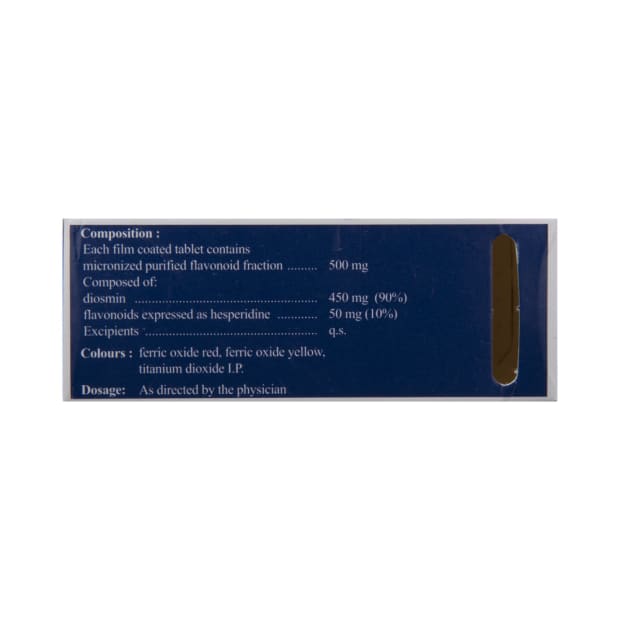 Composition :
Each film coated tablet contains
micronized purified flavonoid fraction ......... 500 mg
Composed of:
diosmin ....................................................... 450 mg (90%)
flavonoids expressed as hesperidine ............ 50 mg (10%)
Excipients .................................................... q.s.
Colours : ferric oxide red, ferric oxide yellow,
titanium dioxide I.P.
Dosage: As directed by the physician